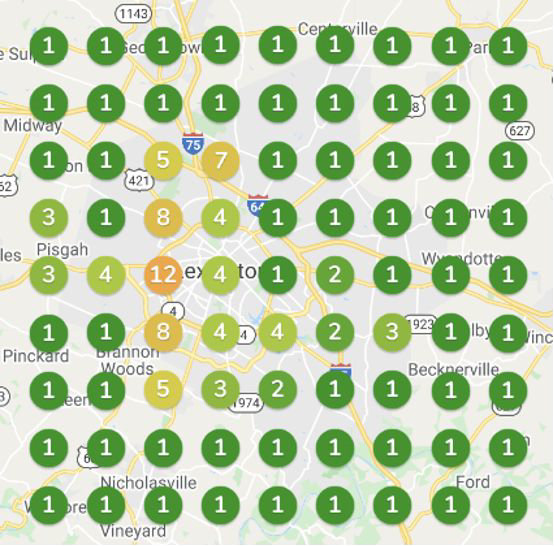 1143
Centerville
1 1 1 1 1 1 1 1 1
1 1 1 1 1 1 1 1 1
Midway
75
627
1 1 5 7 1 1 1 1 1
421
62
64
3 1 8 4 1 1 1 1 1
Pisgah
Wyandotte
3 4 12 4 1 2 1 1 1
4
1923
1 1 8 4 4 2 3 1 1
Pinckard
Brannon
Woods
Becknerville
1 1 5 3 2 1 1 1 1
1974
1 1 1 1 1 1 1 1 1
Nicholasville
Ford
1 1 1 1 1 1 1 1 1
Vineyard